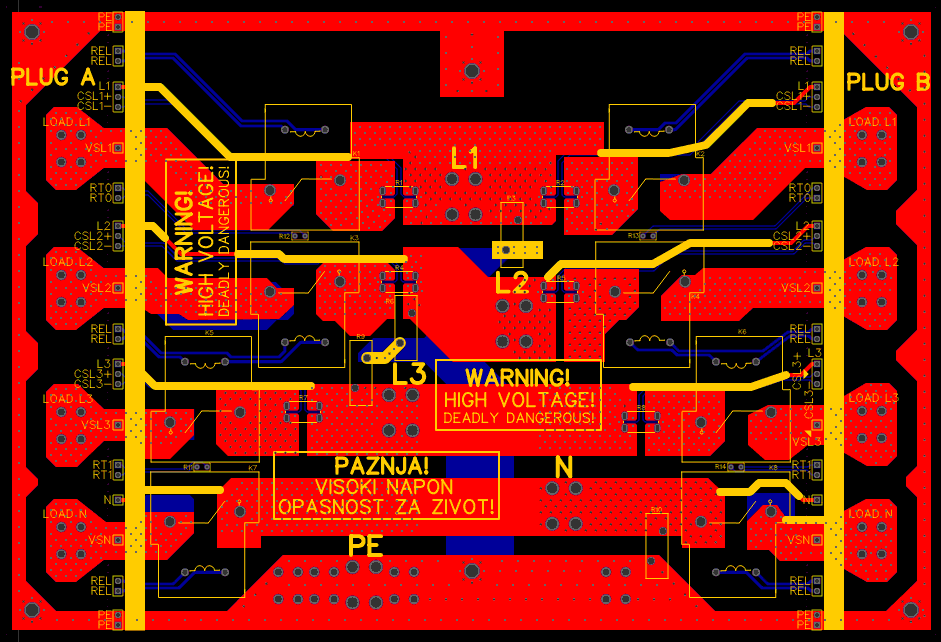 PE
PE
REL
REL
PLUG A
L1
CSL1+
CSL1-
LOAD L1
VSL1
RT0
RT0
L2
CSL2+
CSL2-
LOAD L2
VSL2
REL
REL
L3
CSL3+
CSL3-
LOAD L3
VSL3
RT1
RT1
N
LOAD N
VSN
REL
REL
PE
PE
WARNING!
HIGH VOLTAGE!
DEADLY DANGEROUS!
K1
R1
L1
R2
R3
K2
R12
K3
R4
R6
L2
R5
R13
K4
K5
R9
L3
K6
R7
WARNING!
HIGH VOLTAGE!
DEADLY DANGEROUS!
R8
R11
K7
PAZNJA!
VISOKI NAPON
OPASNOST ZA ZIVOT!
N
R14
K8
PE
R10
PE
PE
REL
REL
PLUG B
L1
CSL1+
CSL1-
LOAD L1
VSL1
RT0
RT0
L2
CSL2+
CSL2-
LOAD L2
VSL2
REL
REL
L3
CSL3+
CSL3-
LOAD L3
VSL3
RT1
RT1
N
LOAD N
VSN
REL
REL
PE
PE